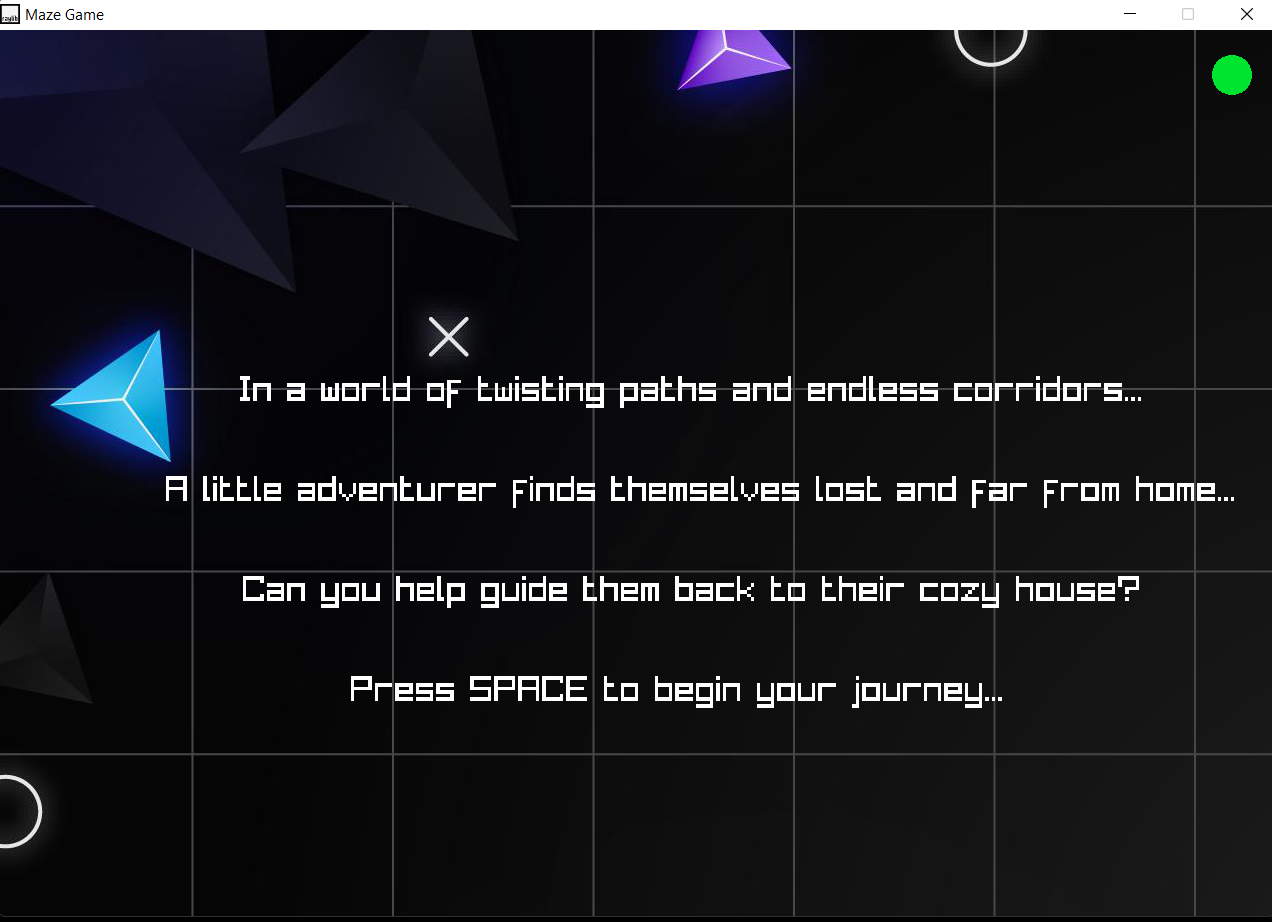 raylib
Maze Game
In a world of twisting paths and endless corridors...
A little adventurer finds themselves lost and far from home...
Can you help guide them back to their cozy house?
Press SPACE to begin your journey...